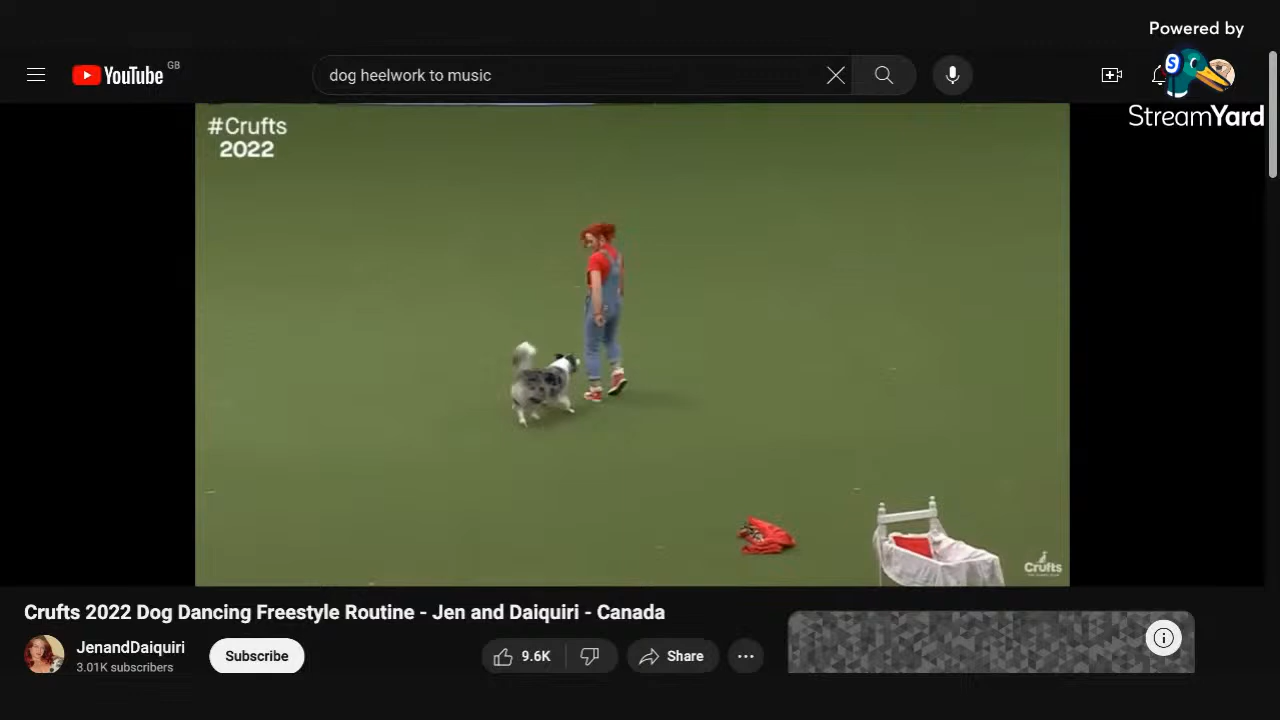 Powered by
YouTube GB
dog heelwork to music
S
StreamYard
#Crufts
2022
Crufts
Crufts 2022 Dog Dancing Freestyle Routine - Jen and Daiquiri - Canada
JenandDaiquiri
3.01K subscribers
Subscribe
9.6K
Share